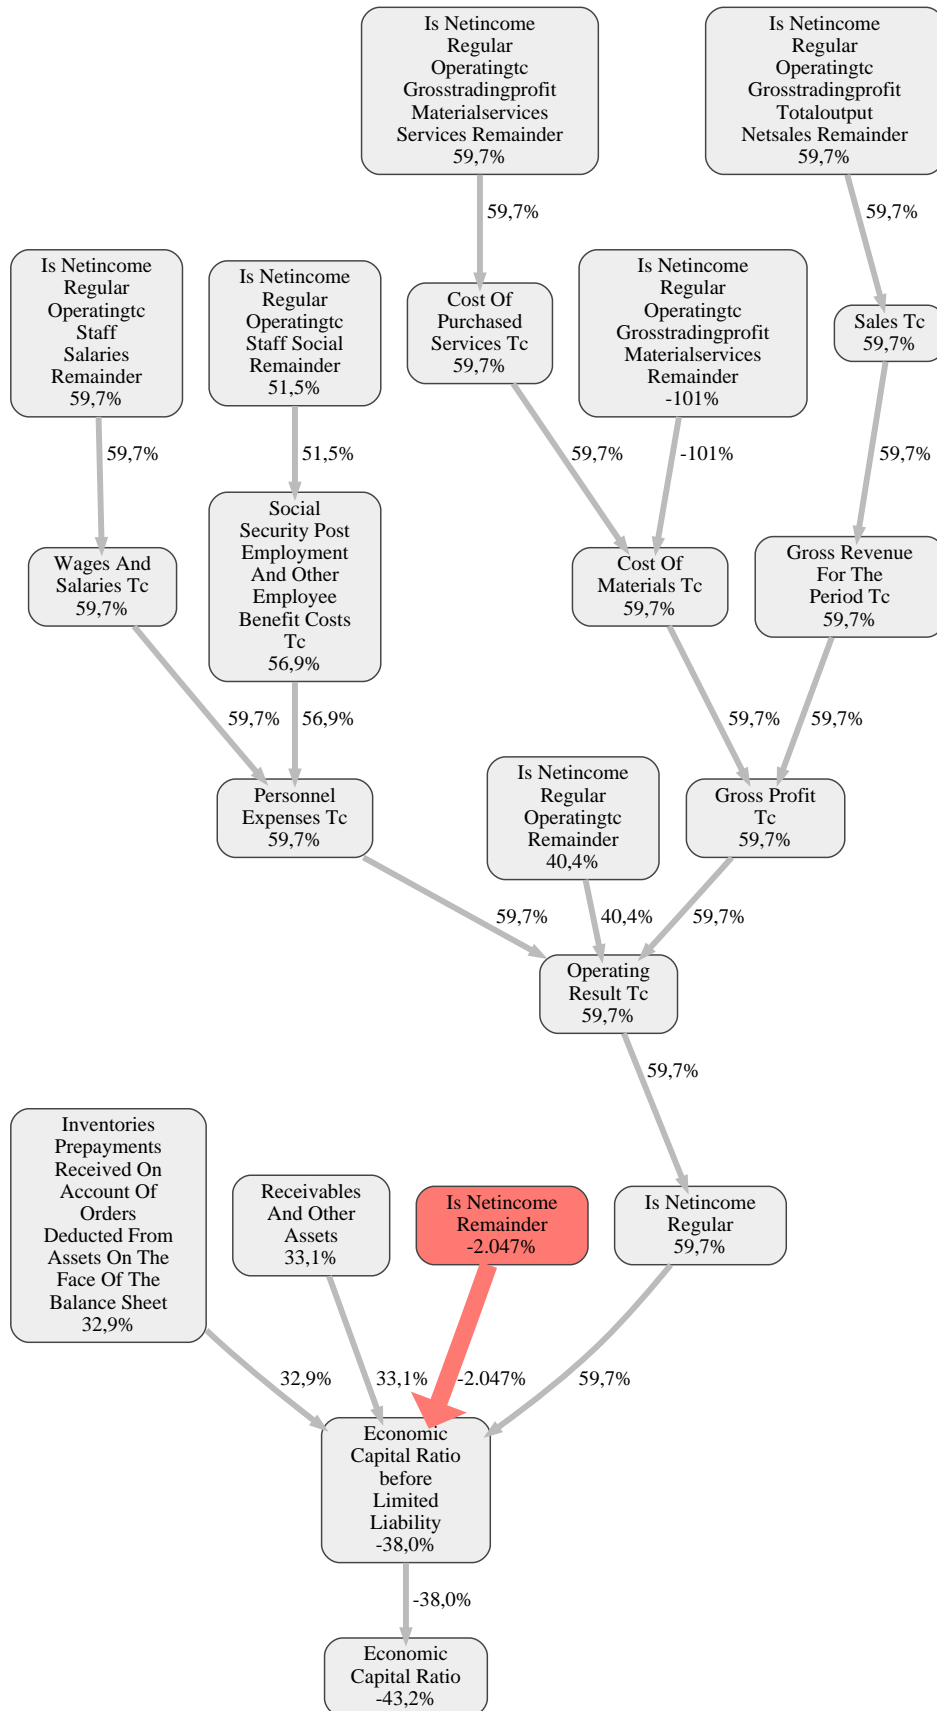 Is Netincome
Regular
Operatingtc
Grosstradingprofit
Materialservices
Services Remainder
59,7%
Is Netincome
Regular
Operatingtc
Grosstradingprofit
Totaloutput
Netsales Remainder
59,7%
59,7%
59,7%
Is Netincome
Regular
Operatingtc
Staff
Salaries
Remainder
59,7%
Is Netincome
Regular
Operatingtc
Staff Social
Remainder
51,5%
Cost Of
Purchased
Services Tc
59,7%
Is Netincome
Regular
Operatingtc
Grosstradingprofit
Materialservices
Remainder
-101%
Sales Tc
59,7%
59,7%
51,5%
59,7%
-101%
59,7%
Wages And
Salaries Tc
59,7%
Social
Security Post
Employment
And Other
Employee
Benefit Costs
Tc
56,9%
Cost Of
Materials Tc
59,7%
Gross Revenue
For The
Period Tc
59,7%
59,7%
56,9%
59,7%
59,7%
Personnel
Expenses Tc
59,7%
Is Netincome
Regular
Operatingtc
Remainder
40,4%
Gross Profit
Tc
59,7%
59,7%
40,4%
59,7%
Operating
Result Tc
59,7%
59,7%
Inventories
Prepayments
Received On
Account Of
Orders
Deducted From
Assets On The
Face Of The
Balance Sheet
32,9%
Receivables
And Other
Assets
33,1%
Is Netincome
Remainder
-2.047%
Is Netincome
Regular
59,7%
32,9%
33,1%
-2.047%
59,7%
Economic
Capital Ratio
before
Limited
Liability
-38,0%
-38,0%
Economic
Capital Ratio
-43,2%